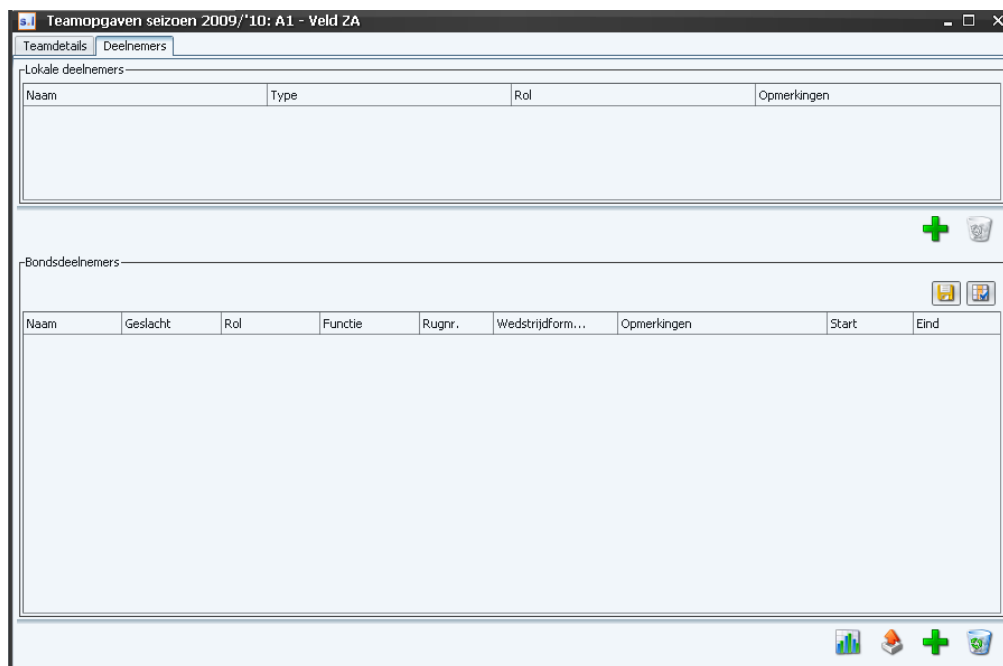 s.l Teamopgaven seizoen 2009/'10: A1 - Veld ZA
Teamdetails Deelnemers
Lokale deelnemers
Naam Type Rol Opmerkingen
Bondsdeelnemers
Naam Geslacht Rol Functie Rugnr. Wedstrijdform... Opmerkingen Start Eind